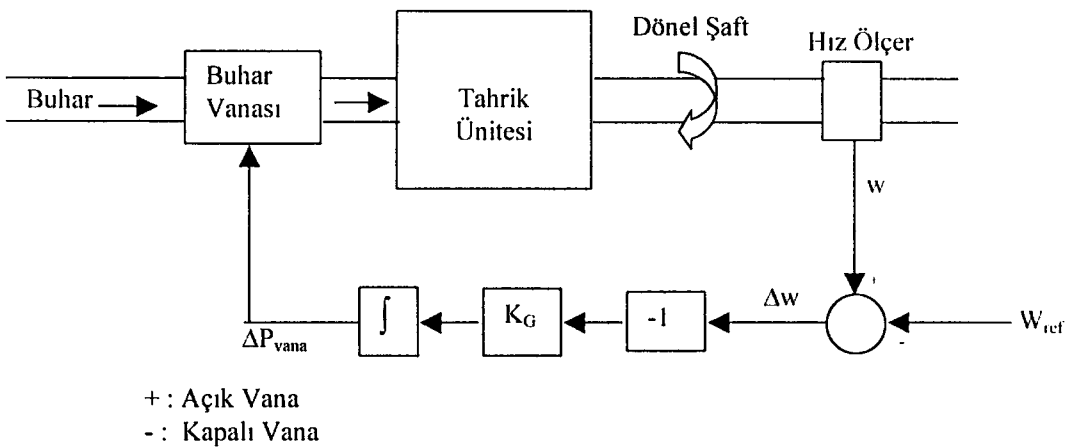 Dönel Şaft
Hız Ölçer
Buhar
Buhar
Vanası
Tahrik
Ünitesi
w
+
∫
K_G
-1
Δw
-
W_ref
ΔP_vana
+ : Açık Vana
- : Kapalı Vana